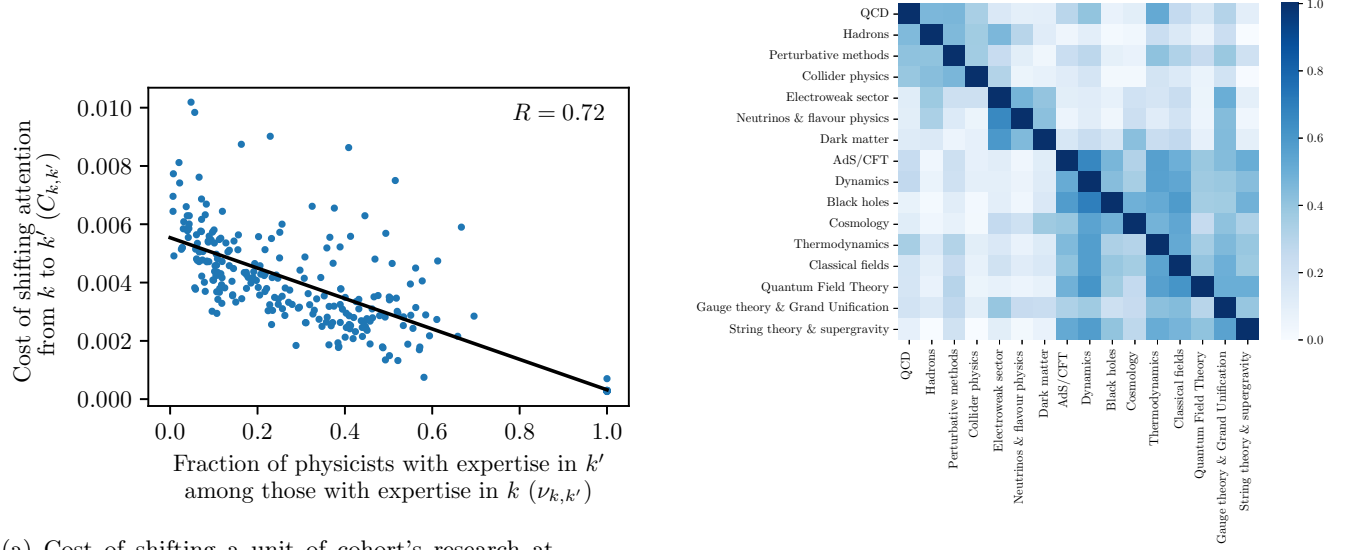 0.010
0.008
0.006
0.004
0.002
0.000
R = 0.72
Cost of shifting attention
from k to k′ (C_{k,k′})
0.0 0.2 0.4 0.6 0.8 1.0
Fraction of physicists with expertise in k′
among those with expertise in k (ν_{k,k′})
(a) Cost of shifting a unit of cohort's research at
QCD
Hadrons
Perturbative methods
Collider physics
Electroweak sector
Neutrinos & flavour physics
Dark matter
AdS/CFT
Dynamics
Black holes
Cosmology
Thermodynamics
Classical fields
Quantum Field Theory
Gauge theory & Grand Unification
String theory & supergravity
QCD
Hadrons
Perturbative methods
Collider physics
Electroweak sector
Neutrinos & flavour physics
Dark matter
AdS/CFT
Dynamics
Black holes
Cosmology
Thermodynamics
Classical fields
Quantum Field Theory
Gauge theory & Grand Unification
String theory & supergravity
1.0
0.8
0.6
0.4
0.2
0.0